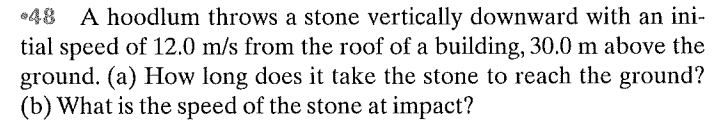 •48 A hoodlum throws a stone vertically downward with an ini-
tial speed of 12.0 m/s from the roof of a building, 30.0 m above the
ground. (a) How long does it take the stone to reach the ground?
(b) What is the speed of the stone at impact?